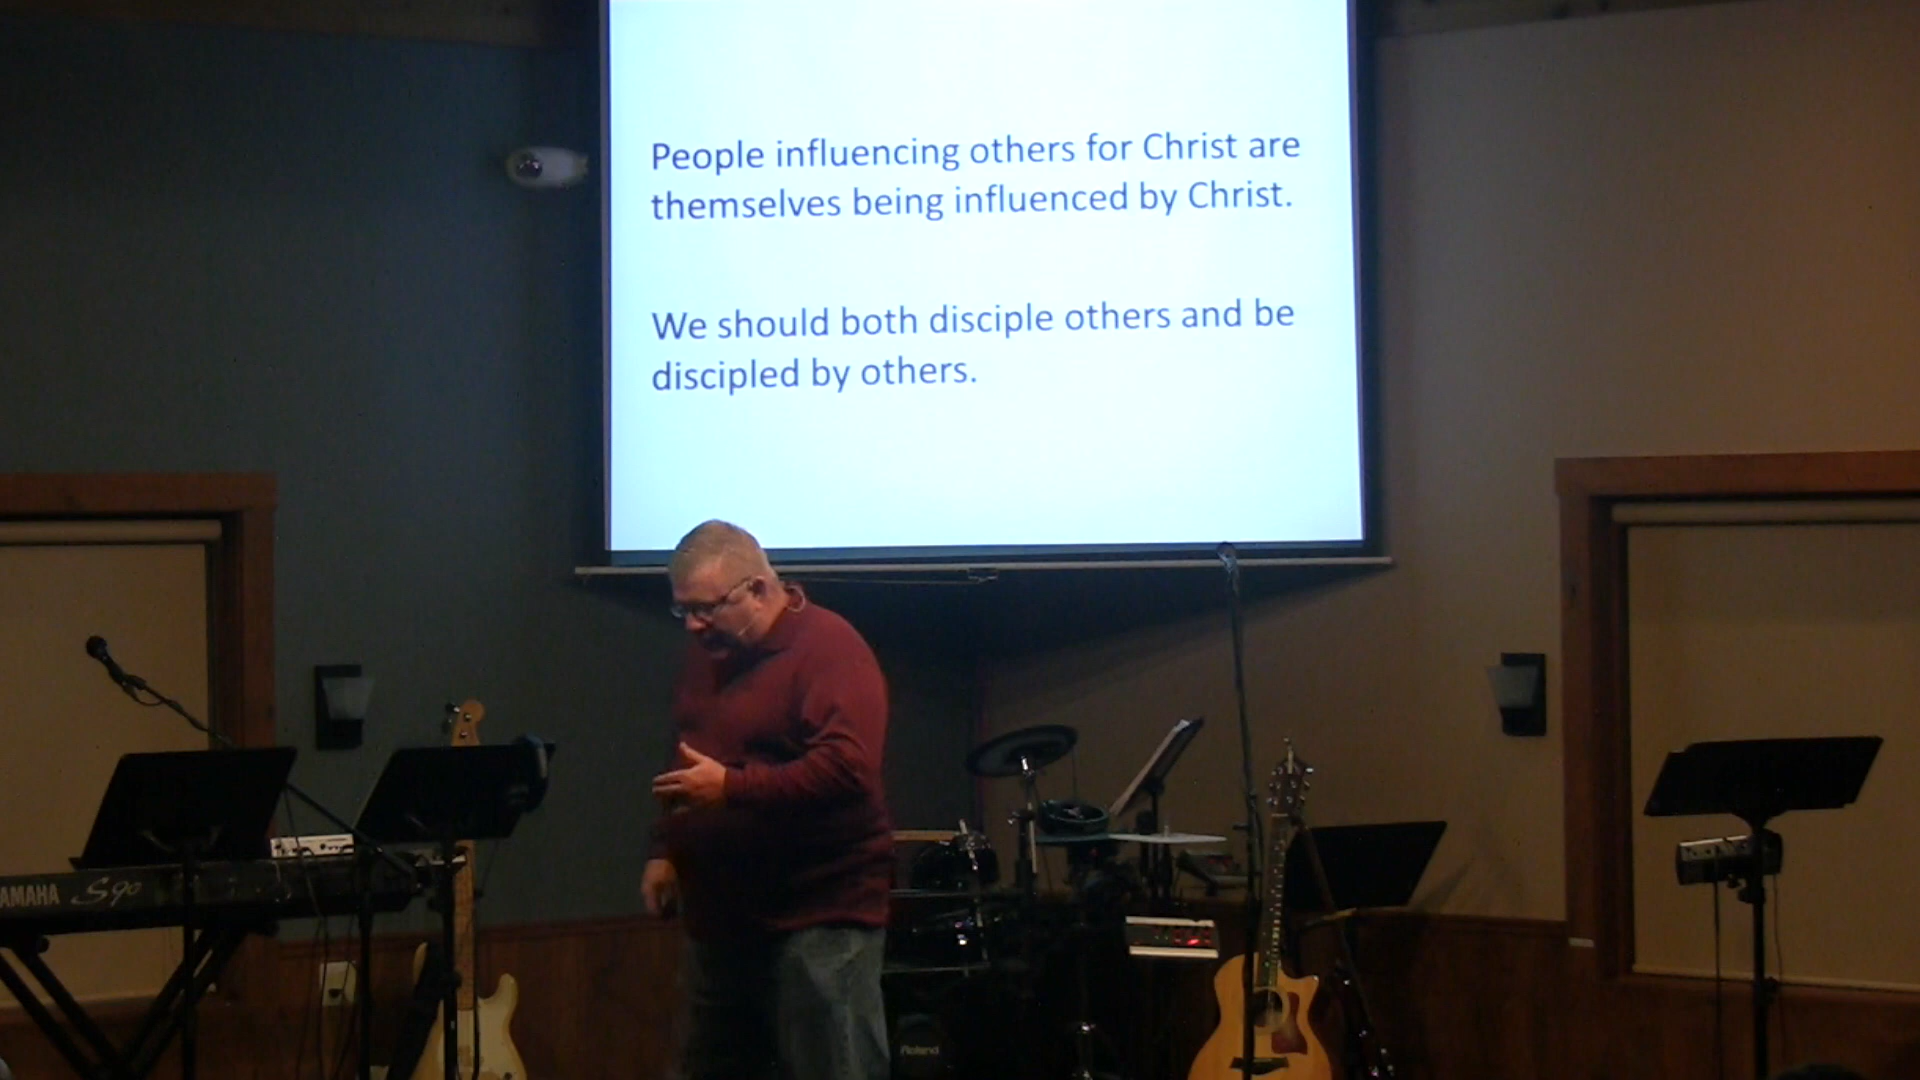 People influencing others for Christ are
themselves being influenced by Christ.
We should both disciple others and be
discipled by others.
AMAHA S90
Roland